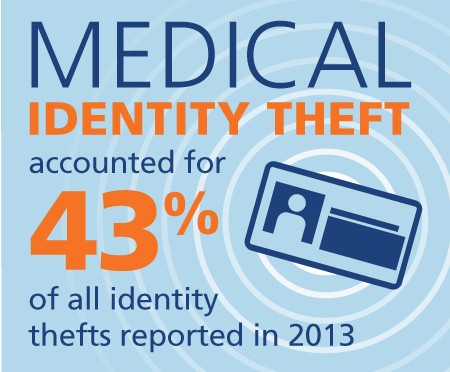 MEDICAL
IDENTITY THEFT
accounted for
43%
of all identity
thefts reported in 2013